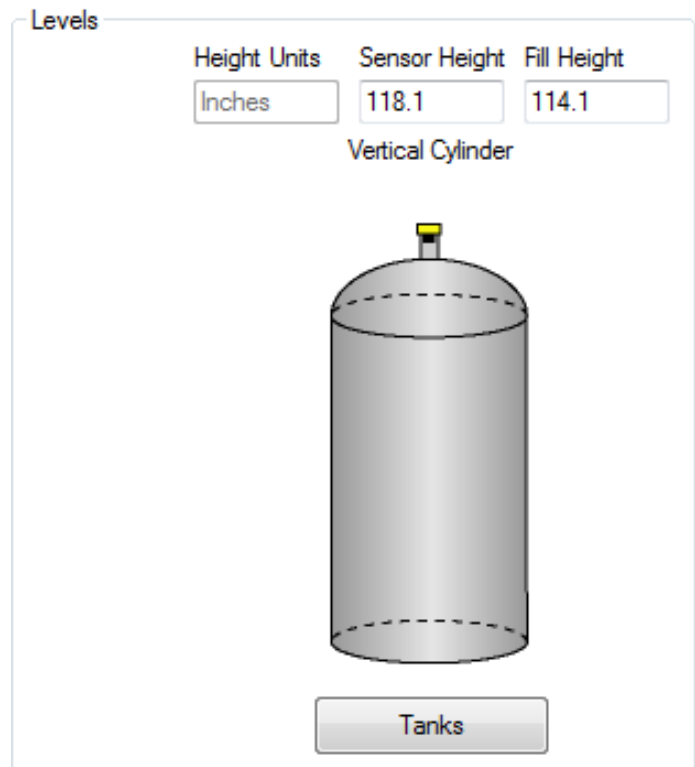 Levels
Height Units Sensor Height Fill Height
Inches 118.1 114.1
Vertical Cylinder
Tanks